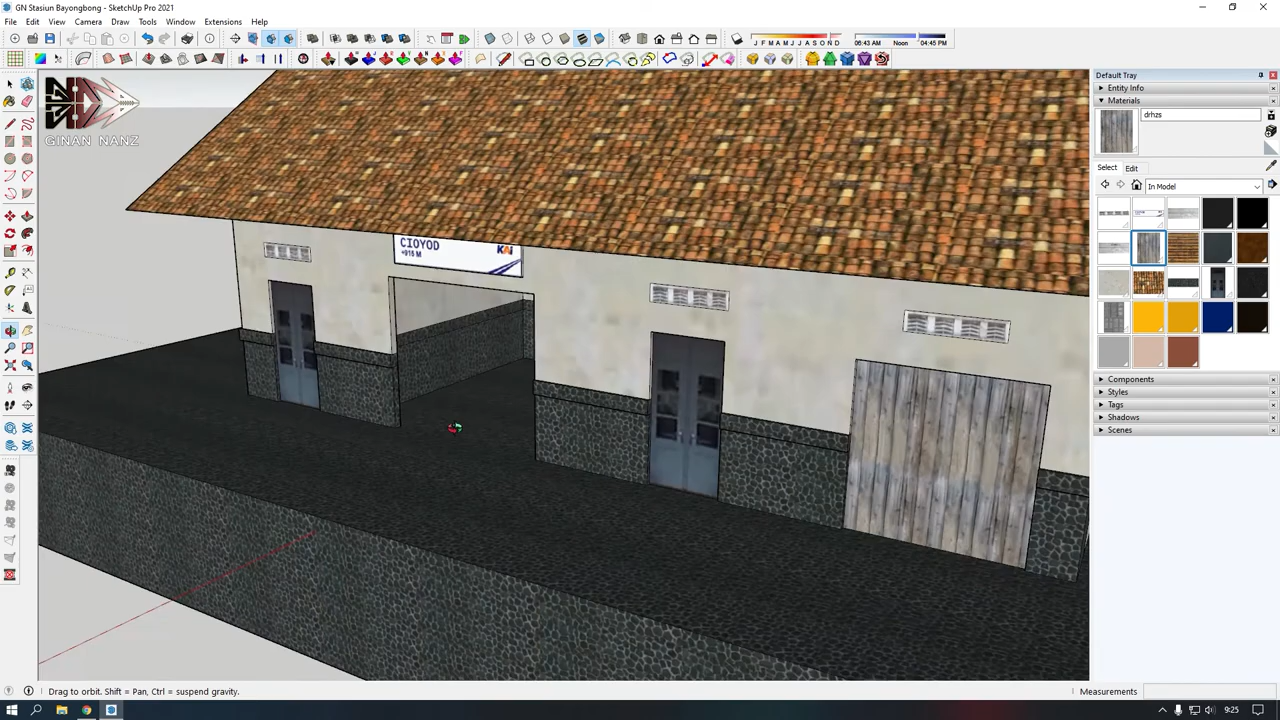 GN Stasiun Bayongbong - SketchUp Pro 2021
File Edit View Camera Draw Tools Window Extensions Help
J F M A M J J A S O N D 06:43 AM Noon 04:45 PM
GINAN NANZ
CIOYOD
+915 M
KAI
Default Tray
Entity Info
Materials
drhzs
Select Edit
In Model
Components
Styles
Tags
Shadows
Scenes
Drag to orbit. Shift = Pan, Ctrl = suspend gravity.
Measurements
9:25